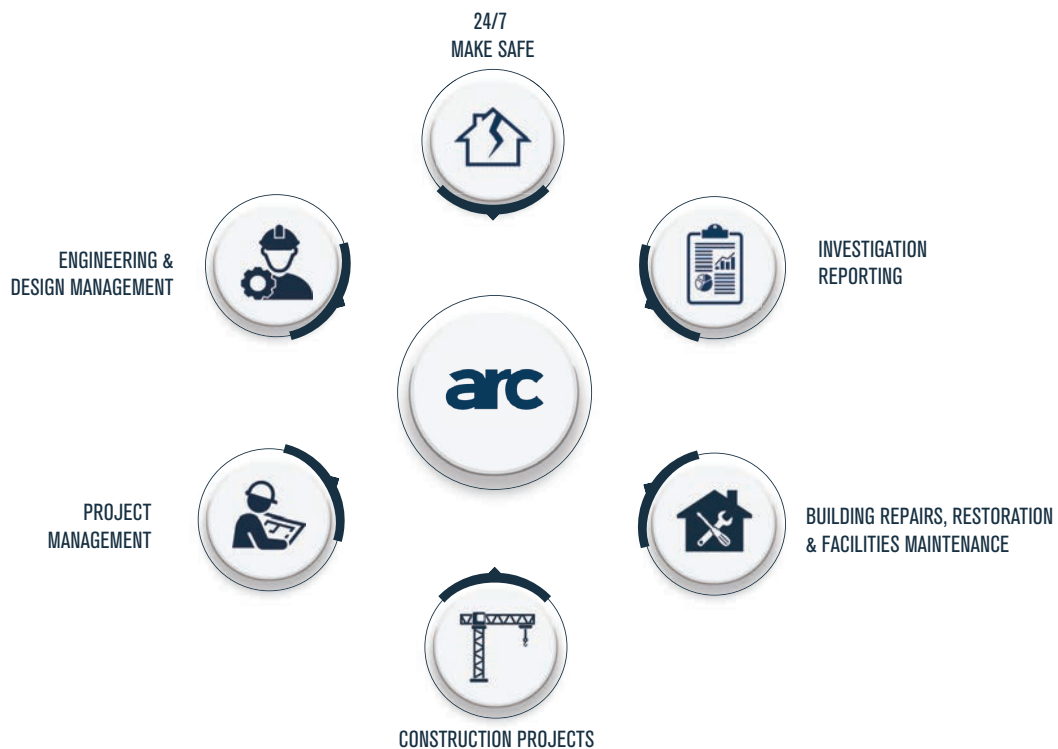 24/7
MAKE SAFE
ENGINEERING &
DESIGN MANAGEMENT
INVESTIGATION
REPORTING
arc
PROJECT
MANAGEMENT
BUILDING REPAIRS, RESTORATION
& FACILITIES MAINTENANCE
CONSTRUCTION PROJECTS